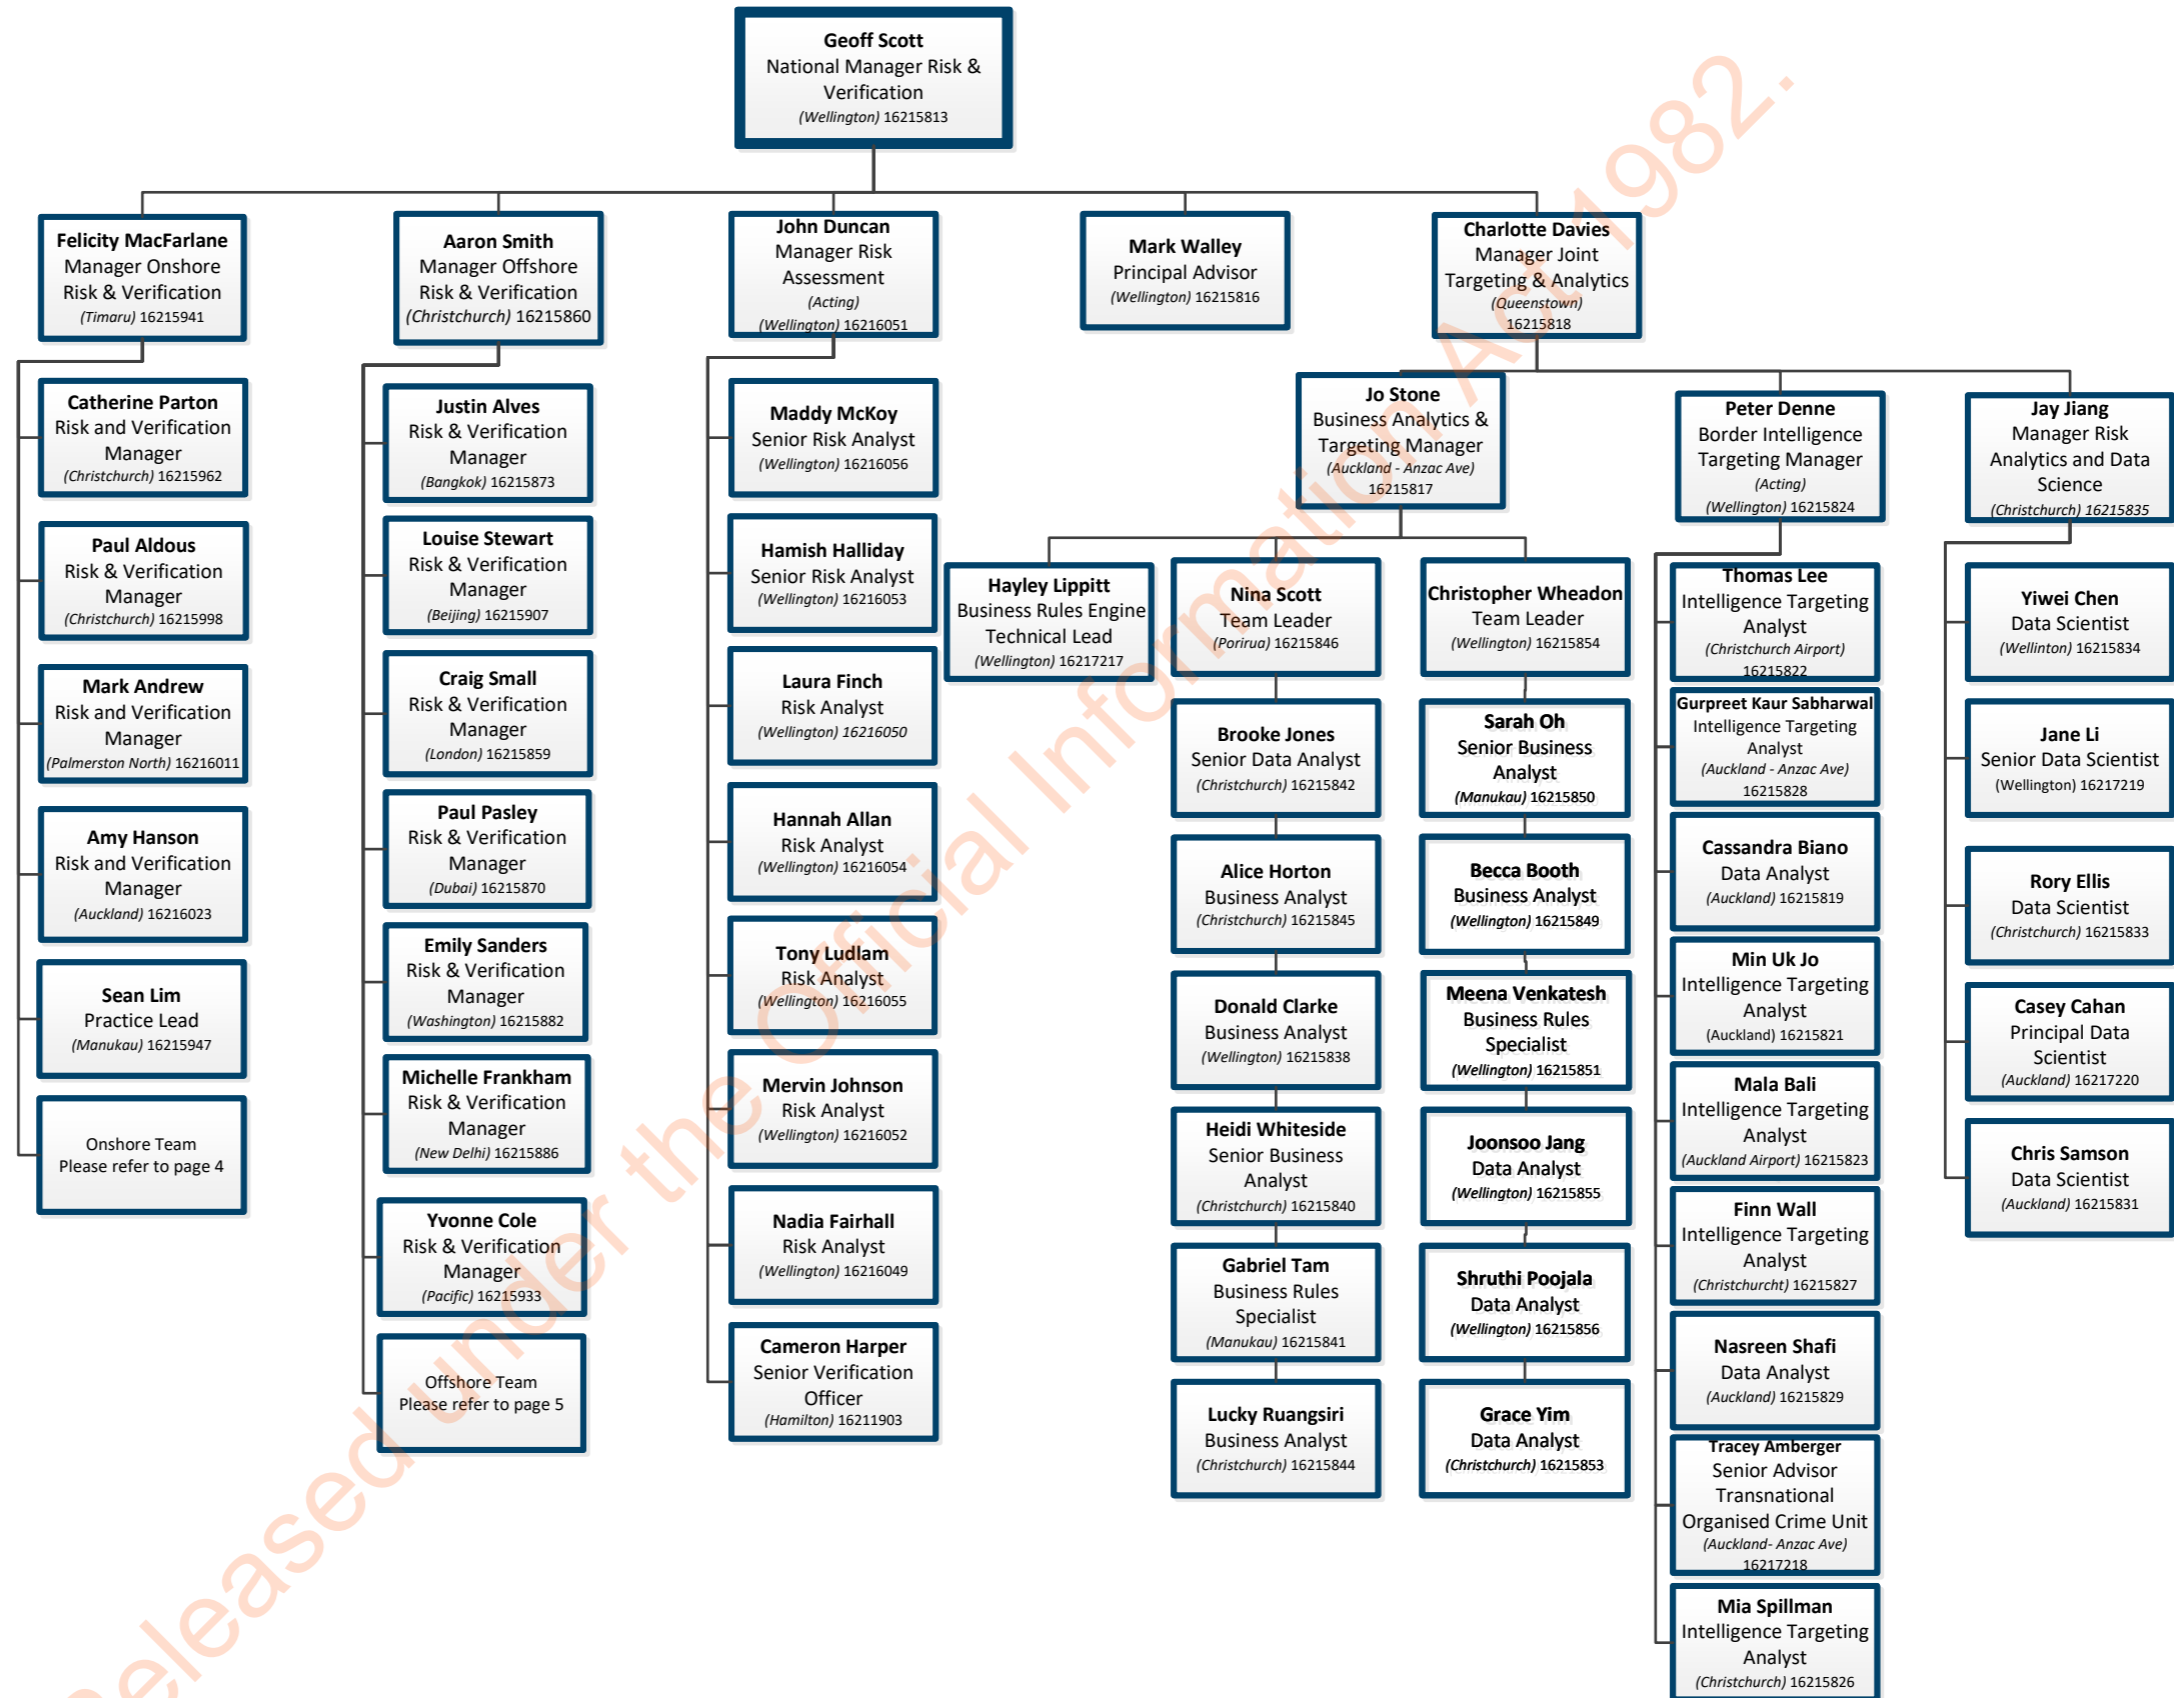 Geoff Scott
National Manager Risk &
Verification
(Wellington) 16215813
Felicity MacFarlane
Manager Onshore
Risk & Verification
(Timaru) 16215941
Aaron Smith
Manager Offshore
Risk & Verification
(Christchurch) 16215860
John Duncan
Manager Risk
Assessment
(Acting)
(Wellington) 16216051
Mark Walley
Principal Advisor
(Wellington) 16215816
Charlotte Davies
Manager Joint
Targeting & Analytics
(Queenstown)
16215818
Catherine Parton
Risk and Verification
Manager
(Christchurch) 16215962
Paul Aldous
Risk & Verification
Manager
(Christchurch) 16215998
Mark Andrew
Risk and Verification
Manager
(Palmerston North) 16216011
Amy Hanson
Risk and Verification
Manager
(Auckland) 16216023
Sean Lim
Practice Lead
(Manukau) 16215947
Onshore Team
Please refer to page 4
Justin Alves
Risk & Verification
Manager
(Bangkok) 16215873
Louise Stewart
Risk & Verification
Manager
(Beijing) 16215907
Craig Small
Risk & Verification
Manager
(London) 16215859
Paul Pasley
Risk & Verification
Manager
(Dubai) 16215870
Emily Sanders
Risk & Verification
Manager
(Washington) 16215882
Michelle Frankham
Risk & Verification
Manager
(New Delhi) 16215886
Yvonne Cole
Risk & Verification
Manager
(Pacific) 16215933
Offshore Team
Please refer to page 5
Maddy McKoy
Senior Risk Analyst
(Wellington) 16216056
Hamish Halliday
Senior Risk Analyst
(Wellington) 16216053
Laura Finch
Risk Analyst
(Wellington) 16216050
Hannah Allan
Risk Analyst
(Wellington) 16216054
Tony Ludlam
Risk Analyst
(Wellington) 16216055
Mervin Johnson
Risk Analyst
(Wellington) 16216052
Nadia Fairhall
Risk Analyst
(Wellington) 16216049
Cameron Harper
Senior Verification
Officer
(Hamilton) 16211903
Jo Stone
Business Analytics &
Targeting Manager
(Auckland - Anzac Ave)
16215817
Peter Denne
Border Intelligence
Targeting Manager
(Acting)
(Wellington) 16215824
Jay Jiang
Manager Risk
Analytics and Data
Science
(Christchurch) 16215835
Hayley Lippitt
Business Rules Engine
Technical Lead
(Wellington) 16217217
Nina Scott
Team Leader
(Porirua) 16215846
Brooke Jones
Senior Data Analyst
(Christchurch) 16215842
Alice Horton
Business Analyst
(Christchurch) 16215845
Donald Clarke
Business Analyst
(Wellington) 16215838
Heidi Whiteside
Senior Business
Analyst
(Christchurch) 16215840
Gabriel Tam
Business Rules
Specialist
(Manukau) 16215841
Lucky Ruangsiri
Business Analyst
(Christchurch) 16215844
Christopher Wheadon
Team Leader
(Wellington) 16215854
Sarah Oh
Senior Business
Analyst
(Manukau) 16215850
Becca Booth
Business Analyst
(Wellington) 16215849
Meena Venkatesh
Business Rules
Specialist
(Wellington) 16215851
Joonsoo Jang
Data Analyst
(Wellington) 16215855
Shruthi Poojala
Data Analyst
(Wellington) 16215856
Grace Yim
Data Analyst
(Christchurch) 16215853
Thomas Lee
Intelligence Targeting
Analyst
(Christchurch Airport)
16215822
Gurpreet Kaur Sabharwal
Intelligence Targeting
Analyst
(Auckland - Anzac Ave)
16215828
Cassandra Biano
Data Analyst
(Auckland) 16215819
Min Uk Jo
Intelligence Targeting
Analyst
(Auckland) 16215821
Mala Bali
Intelligence Targeting
Analyst
(Auckland Airport) 16215823
Finn Wall
Intelligence Targeting
Analyst
(Christchurcht) 16215827
Nasreen Shafi
Data Analyst
(Auckland) 16215829
Tracey Amberger
Senior Advisor
Transnational
Organised Crime Unit
(Auckland- Anzac Ave)
16217218
Mia Spillman
Intelligence Targeting
Analyst
(Christchurch) 16215826
Yiwei Chen
Data Scientist
(Wellinton) 16215834
Jane Li
Senior Data Scientist
(Wellington) 16217219
Rory Ellis
Data Scientist
(Christchurch) 16215833
Casey Cahan
Principal Data
Scientist
(Auckland) 16217220
Chris Samson
Data Scientist
(Auckland) 16215831
Released under the Official Information Act 1982.